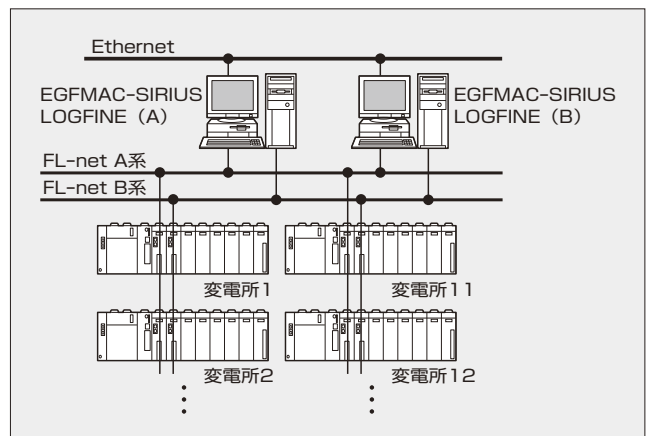 Ethernet
EGFMAC-SIRIUS
LOGFINE（A）
EGFMAC-SIRIUS
LOGFINE（B）
FL-net A系
FL-net B系
変電所1
変電所11
変電所2
変電所12